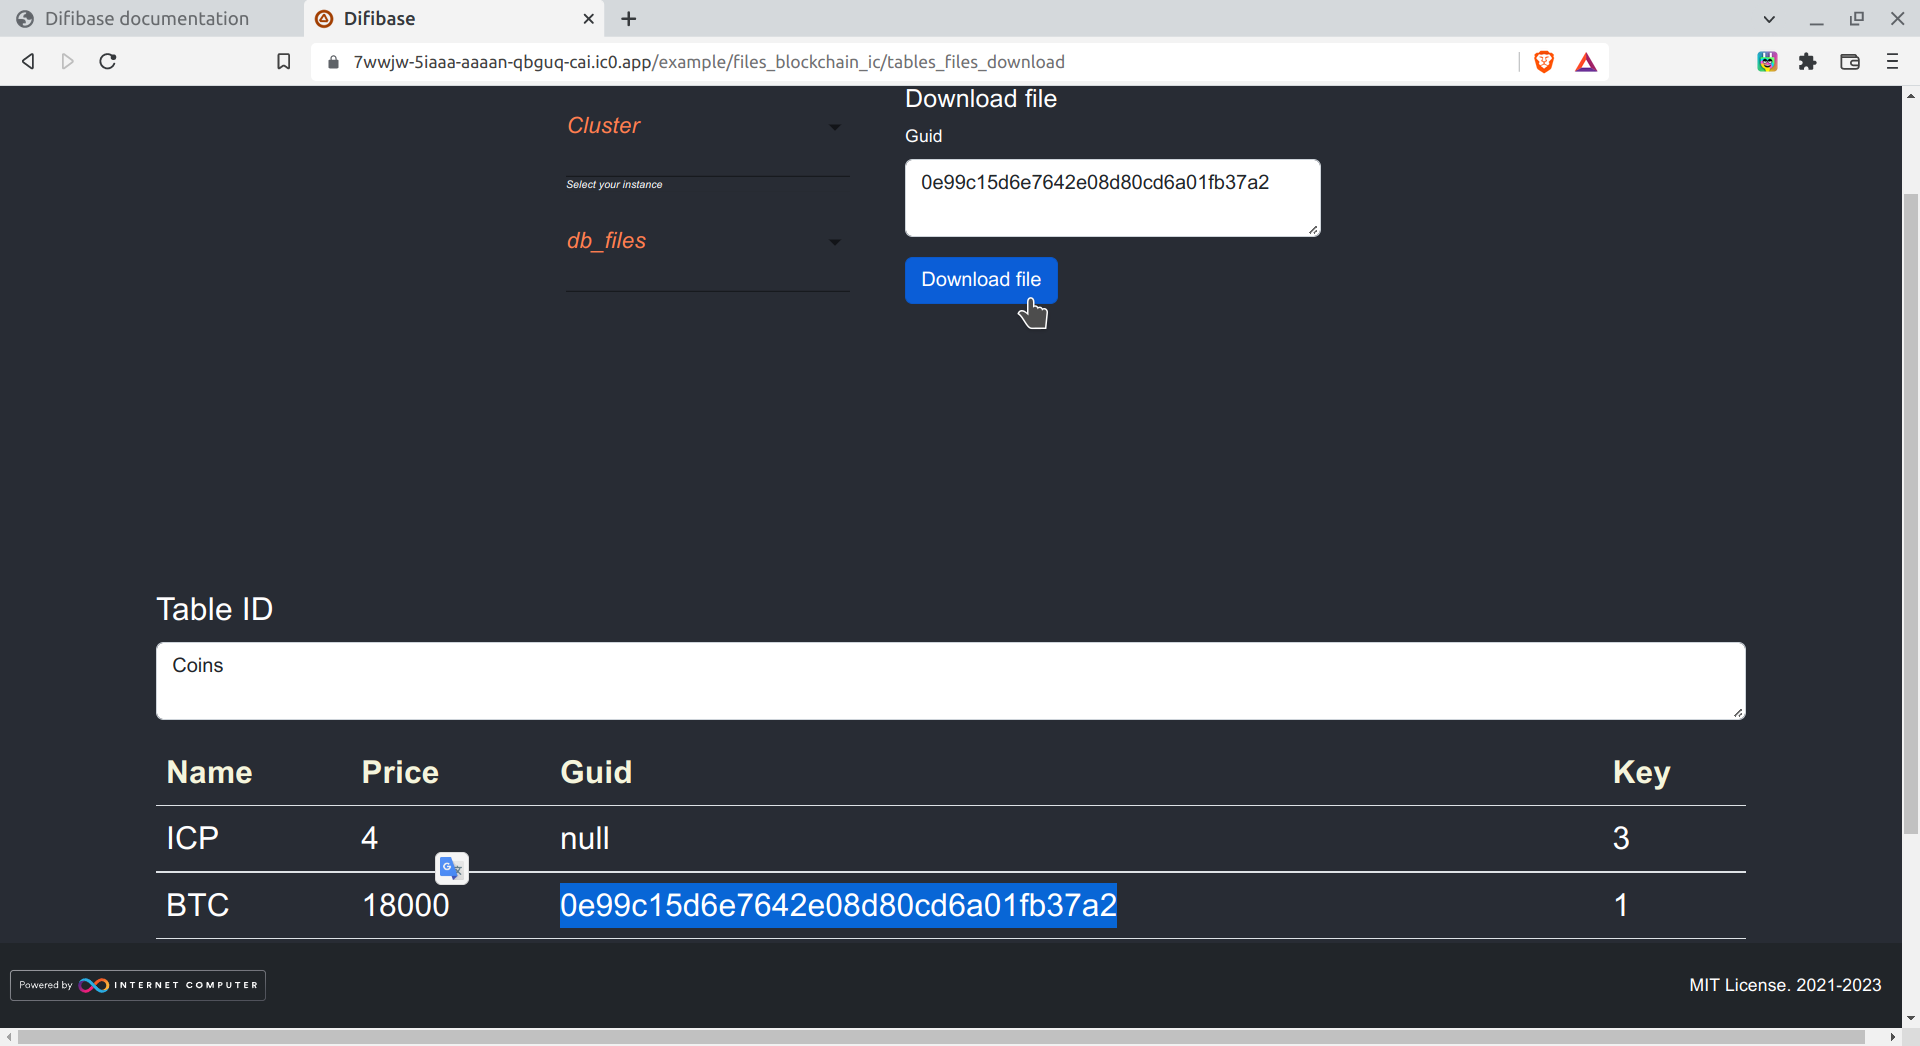 Difibase documentation
Difibase
7wwjw-5iaaa-aaaan-qbguq-cai.ic0.app/example/files_blockchain_ic/tables_files_download
Cluster
Select your instance
db_files
Download file
Guid
0e99c15d6e7642e08d80cd6a01fb37a2
Download file
Table ID
Coins
Name Price Guid Key
ICP 4 null 3
BTC 18000 0e99c15d6e7642e08d80cd6a01fb37a2 1
Powered by INTERNET COMPUTER
MIT License. 2021-2023